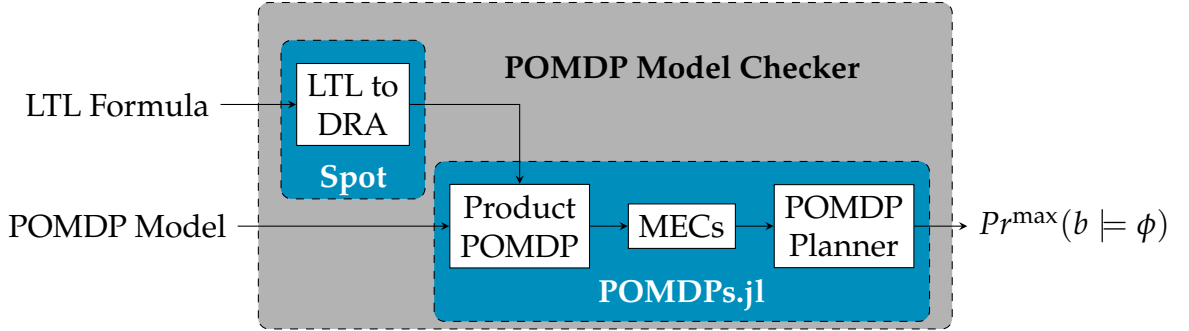 POMDP Model Checker
LTL Formula
LTL to
DRA
Spot
POMDP Model
Product
POMDP
MECs
POMDP
Planner
Pr^max(b ⊨ ϕ)
POMDPs.jl